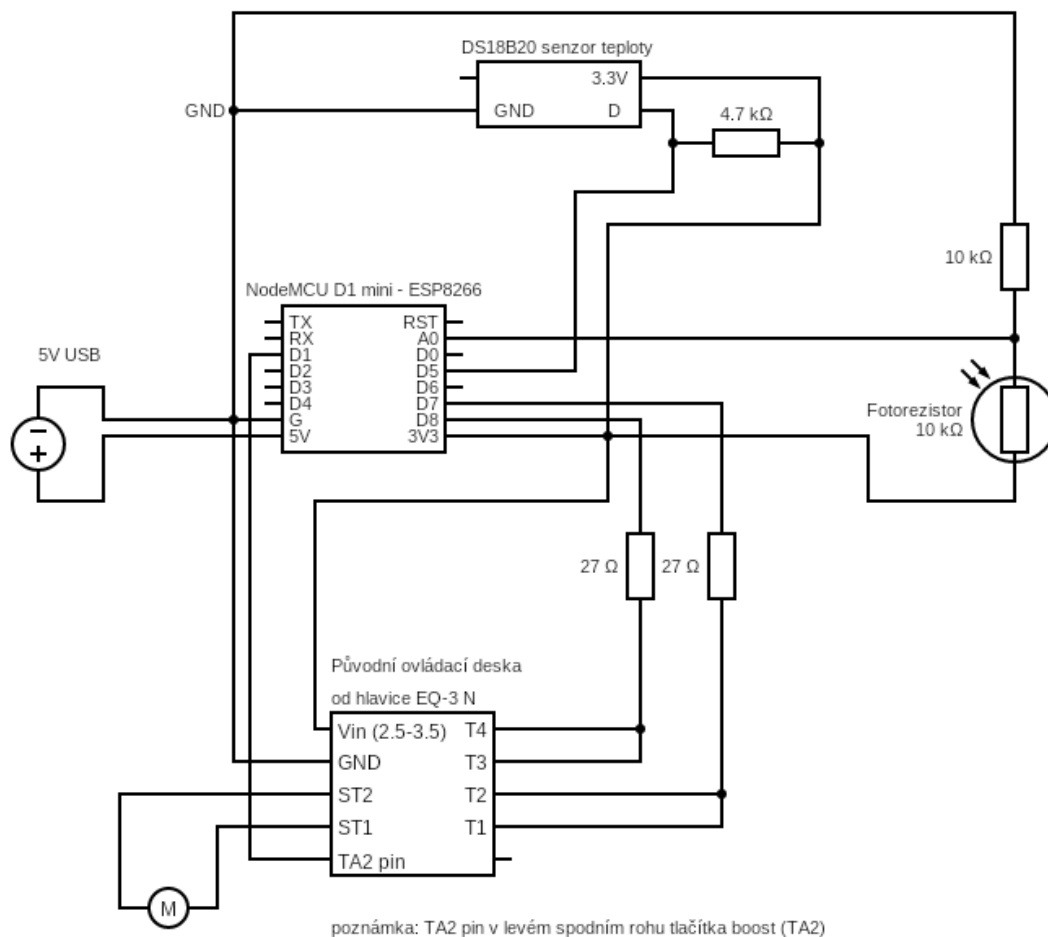 DS18B20 senzor teploty
3.3V
GND
GND
D
4.7 kΩ
10 kΩ
NodeMCU D1 mini - ESP8266
TX
RST
RX
A0
D1
D0
D2
D5
D3
D6
D4
D7
G
D8
5V
3V3
5V USB
Fotorezistor
10 kΩ
27 Ω
27 Ω
Původní ovládací deska
od hlavice EQ-3 N
Vin (2.5-3.5)
T4
GND
T3
ST2
T2
ST1
T1
TA2 pin
M
poznámka: TA2 pin v levém spodním rohu tlačítka boost (TA2)